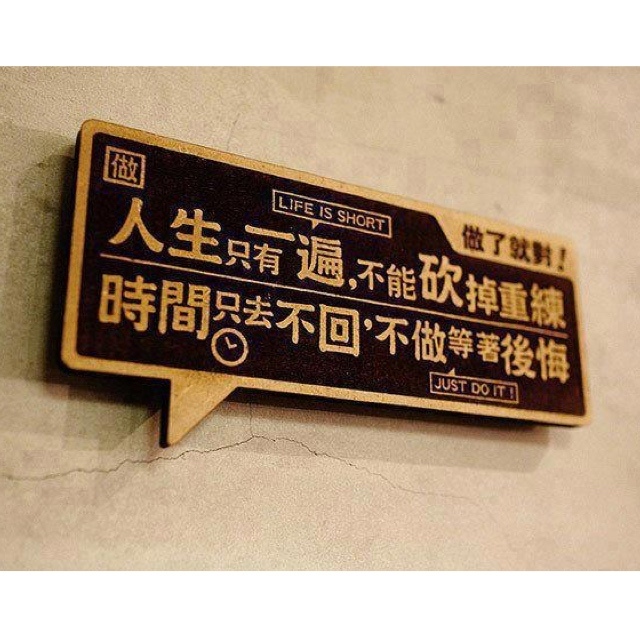 做
LIFE IS SHORT
做了就對!
人生只有一遍,不能砍掉重練
時間只去不回,不做等著後悔
JUST DO IT!